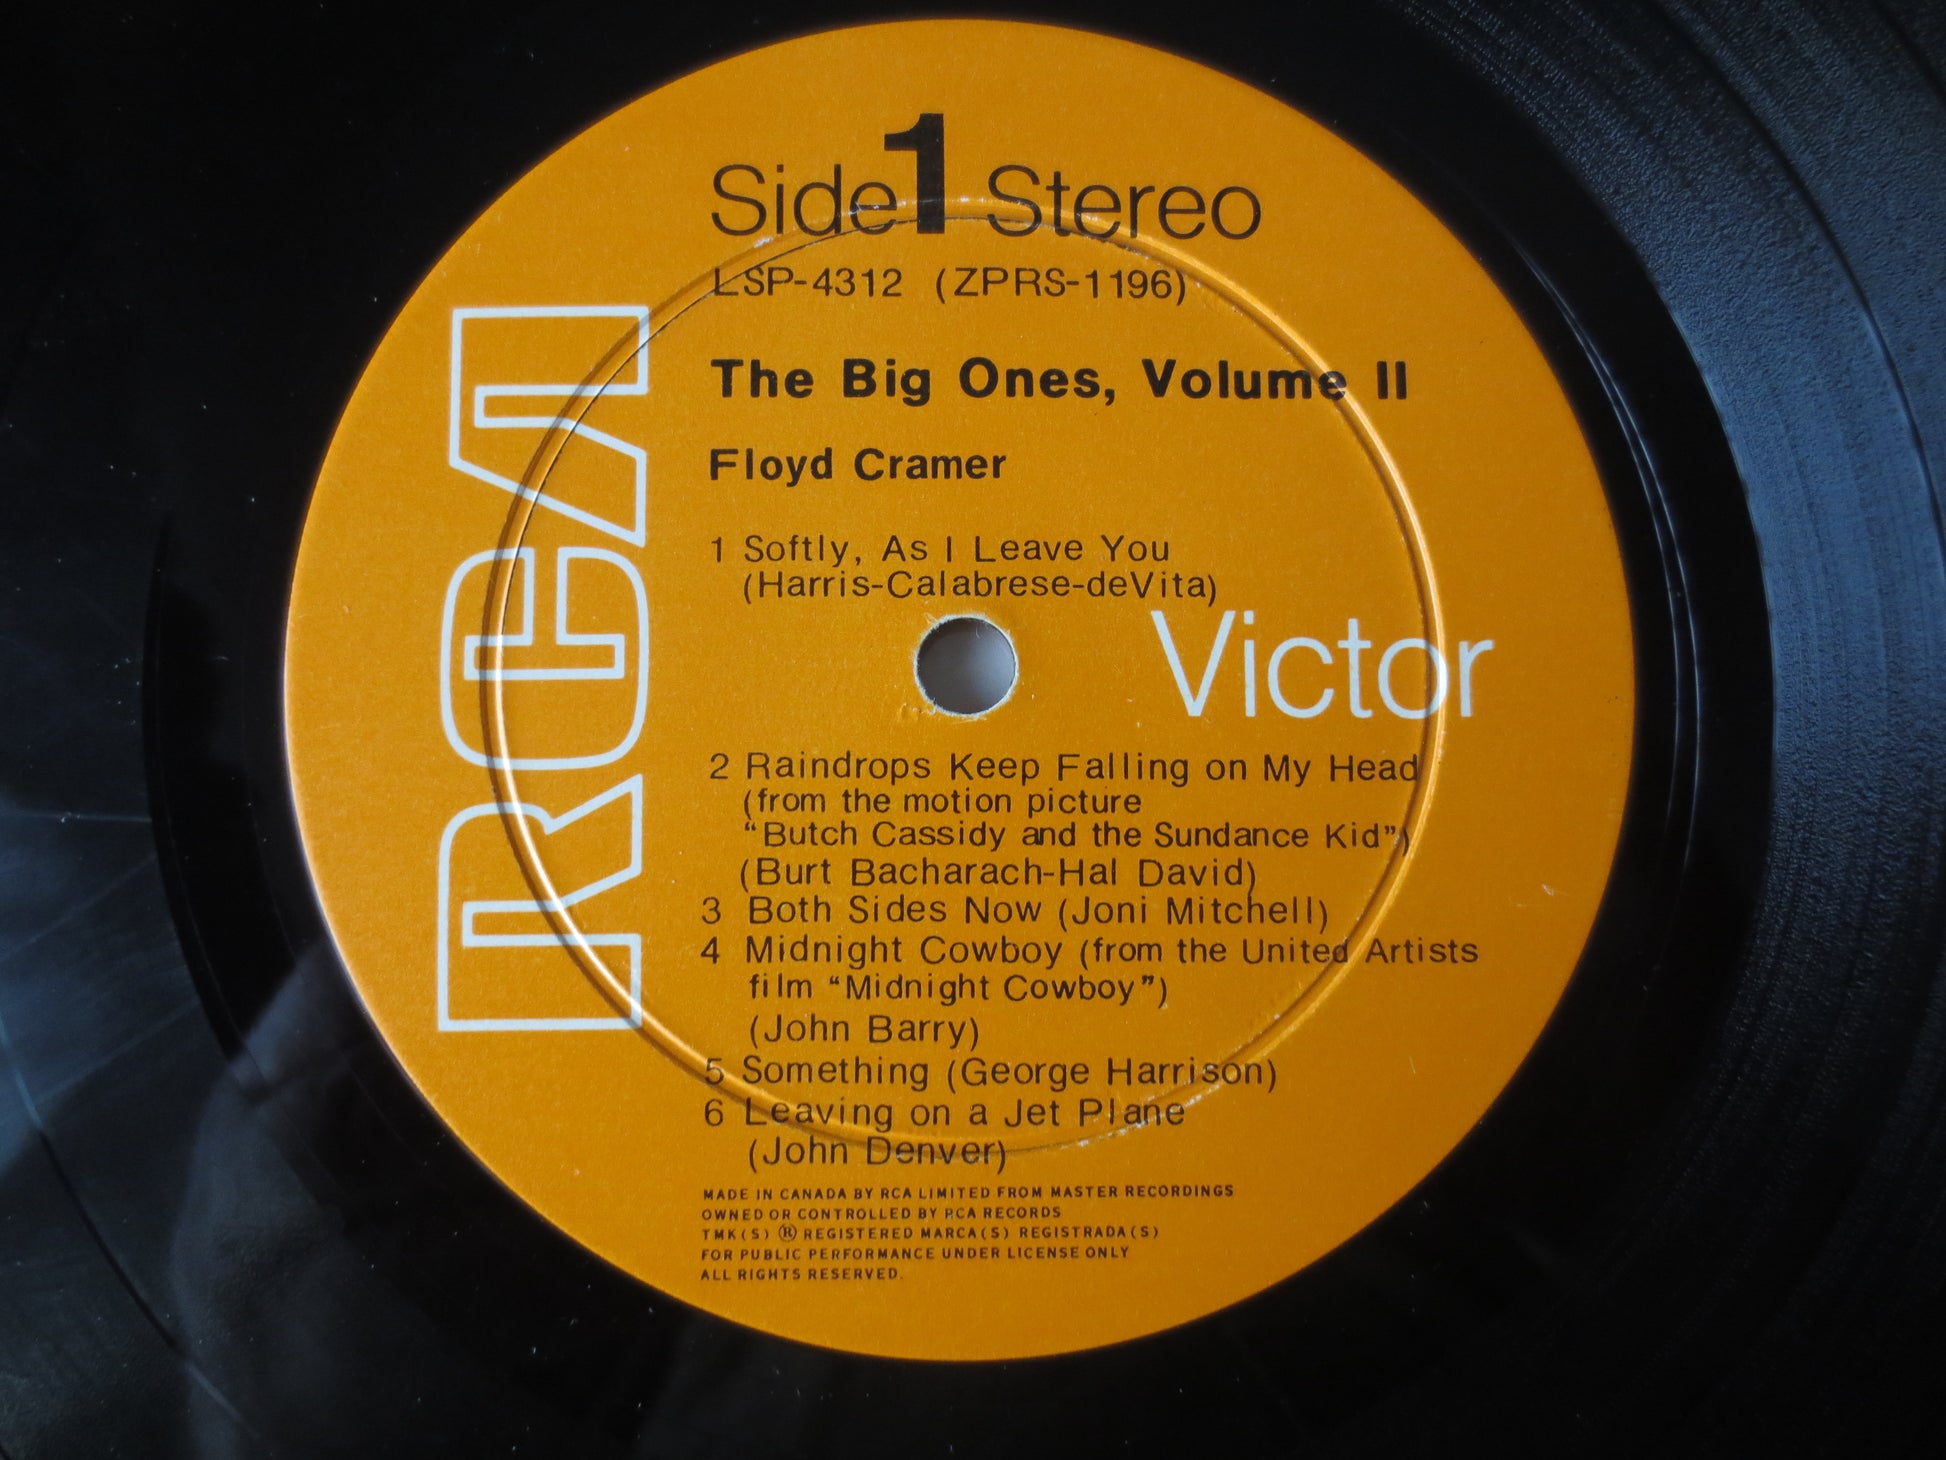 Side 1 Stereo
LSP-4312 (ZPRS-1196)
The Big Ones, Volume II
Floyd Cramer
1 Softly, As I Leave You
(Harris-Calabrese-deVita)
RCA
Victor
2 Raindrops Keep Falling on My Head
(from the motion picture
“Butch Cassidy and the Sundance Kid”)
(Burt Bacharach-Hal David)
3 Both Sides Now (Joni Mitchell)
4 Midnight Cowboy (from the United Artists
film “Midnight Cowboy”)
(John Barry)
5 Something (George Harrison)
6 Leaving on a Jet Plane
(John Denver)
MADE IN CANADA BY RCA LIMITED FROM MASTER RECORDINGS
OWNED OR CONTROLLED BY RCA RECORDS
TMK(S) ® REGISTERED MARCA(S) REGISTRADA(S)
FOR PUBLIC PERFORMANCE UNDER LICENSE ONLY
ALL RIGHTS RESERVED.